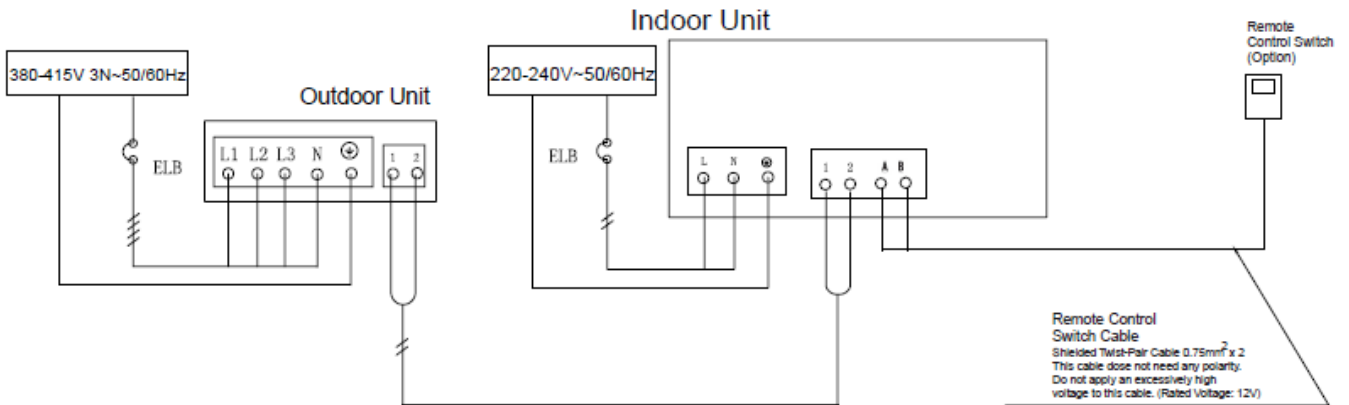 Indoor Unit
380-415V 3N~50/60Hz
Outdoor Unit
ELB
L1 L2 L3 N
1 2
220-240V~50/60Hz
ELB
L N
1 2 A B
Remote
Control Switch
(Option)
Remote Control
Switch Cable
Shielded Twist-Pair Cable 0.75mm² x 2
This cable dose not need any polarity.
Do not apply an excessively high
voltage to this cable. (Rated Voltage: 12V)